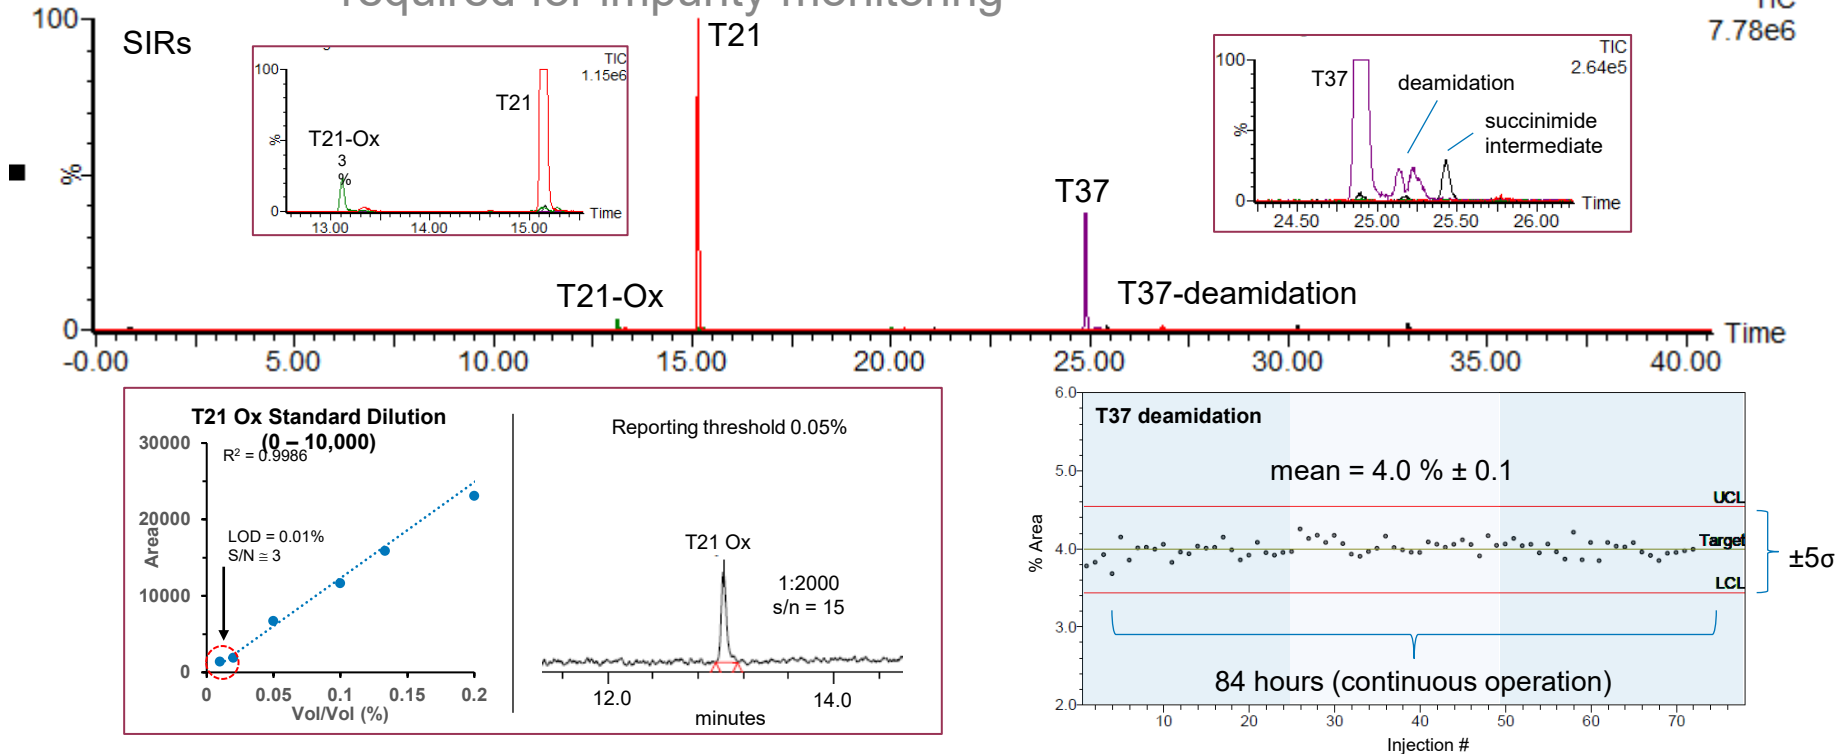 required for impurity monitoring
TIC
7.78e6
100
%
0
SIRs
T21
T21-Ox
T37
T37-deamidation
-0.00
5.00
10.00
15.00
20.00
25.00
30.00
35.00
40.00
Time
TIC
1.15e6
100
%
0
T21
T21-Ox
3
%
13.00
14.00
15.00
Time
TIC
2.64e5
100
%
0
T37
deamidation
succinimide
intermediate
24.50
25.00
25.50
26.00
Time
T21 Ox Standard Dilution
(0 – 10,000)
R² = 0.9986
LOD = 0.01%
S/N ≅ 3
30000
20000
10000
0
Area
0
0.05
0.1
0.15
0.2
Vol/Vol (%)
Reporting threshold 0.05%
T21 Ox
1:2000
s/n = 15
12.0
14.0
minutes
T37 deamidation
mean = 4.0 % ± 0.1
UCL
Target
LCL
±5σ
84 hours (continuous operation)
6.0
5.0
4.0
3.0
2.0
% Area
10
20
30
40
50
60
70
Injection #